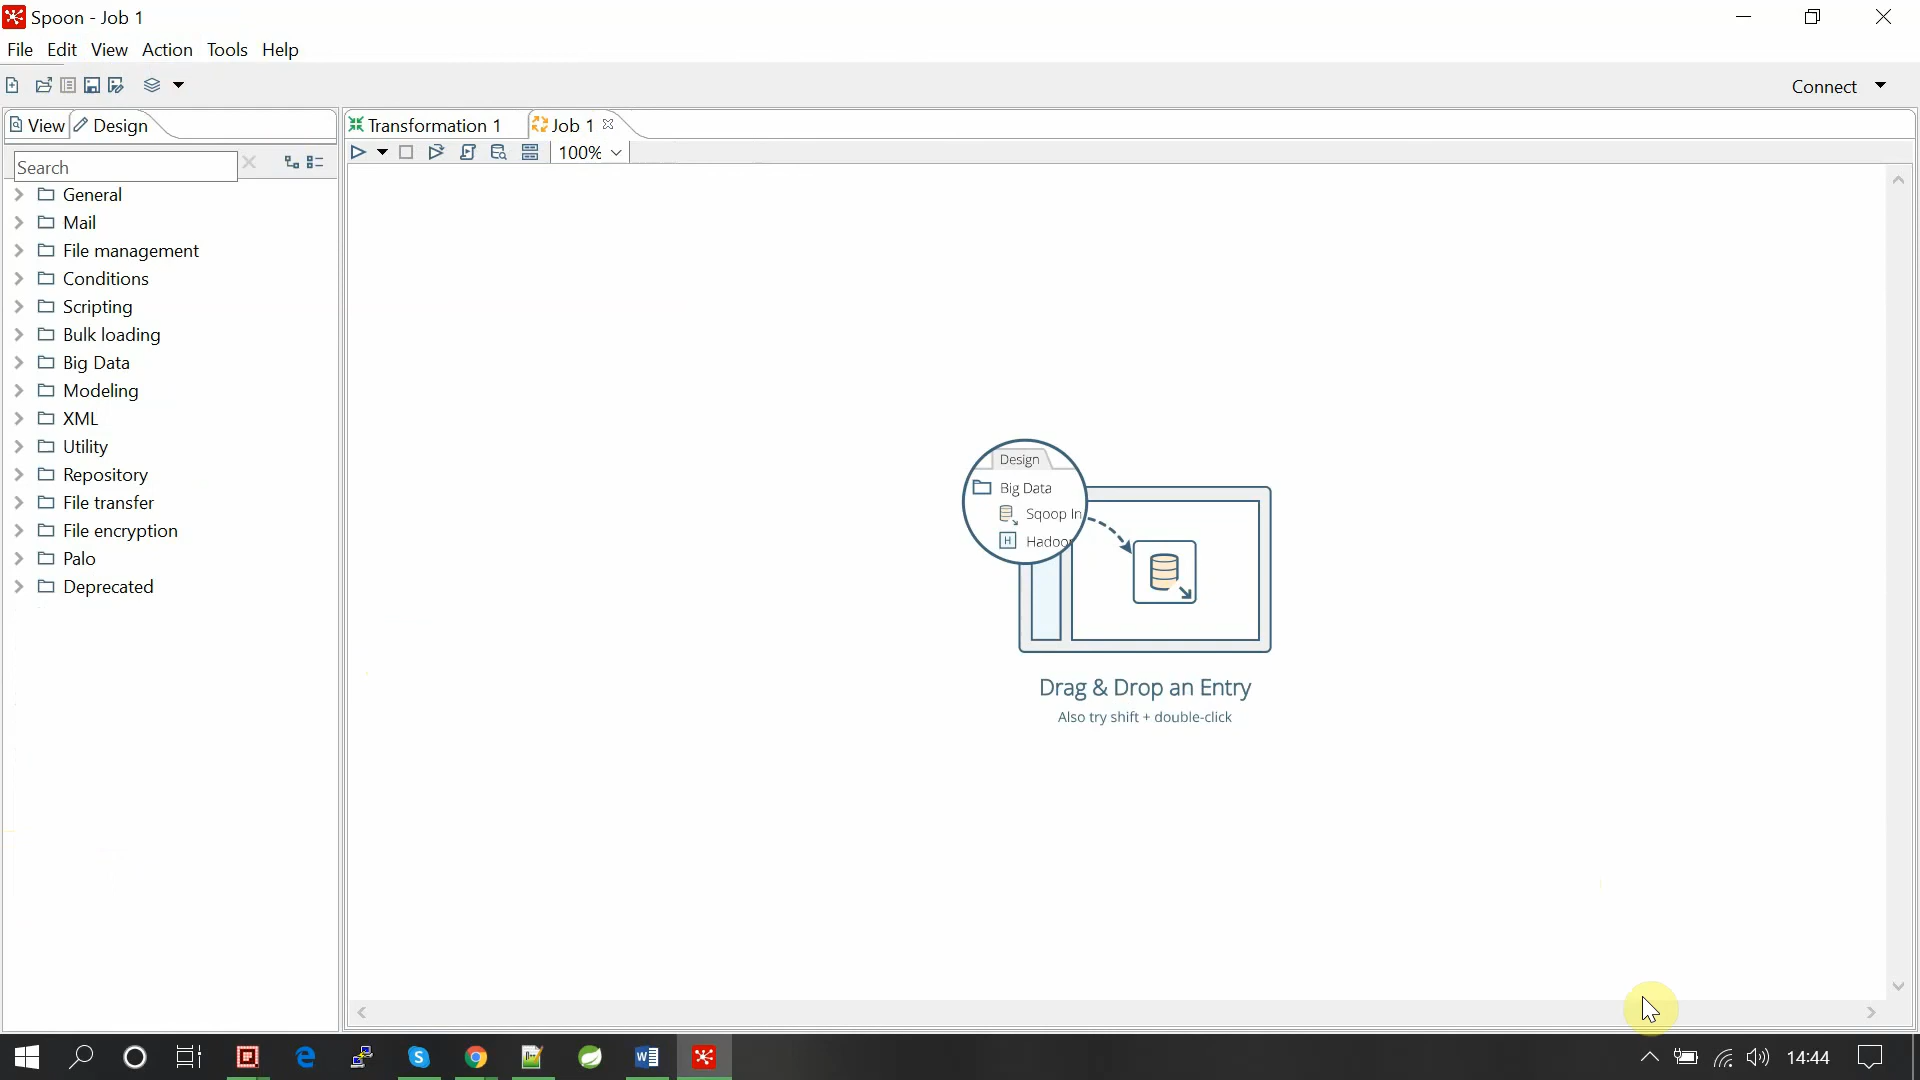 Spoon - Job 1
File Edit View Action Tools Help
Connect
View Design
Transformation 1 Job 1
100%
Search
General
Mail
File management
Conditions
Scripting
Bulk loading
Big Data
Modeling
XML
Utility
Repository
File transfer
File encryption
Palo
Deprecated
Design
Big Data
Sqoop In
H Hadoop
Drag & Drop an Entry
Also try shift + double-click
14:44